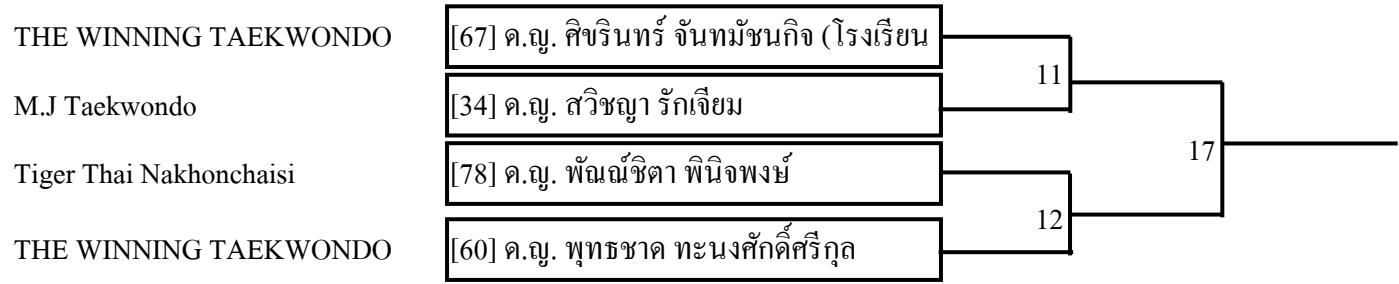 THE WINNING TAEKWONDO [67] ด.ญ. ศิขรินทร์ จันทมัชนกิจ (โรงเรียน
11
M.J Taekwondo [34] ด.ญ. สวิชญา รักเจียม
17
Tiger Thai Nakhonchaisi [78] ด.ญ. พัณณ์ชิตา พินิจพงษ์
12
THE WINNING TAEKWONDO [60] ด.ญ. พุทธชาด ทะนงศักดิ์ศรีกุล